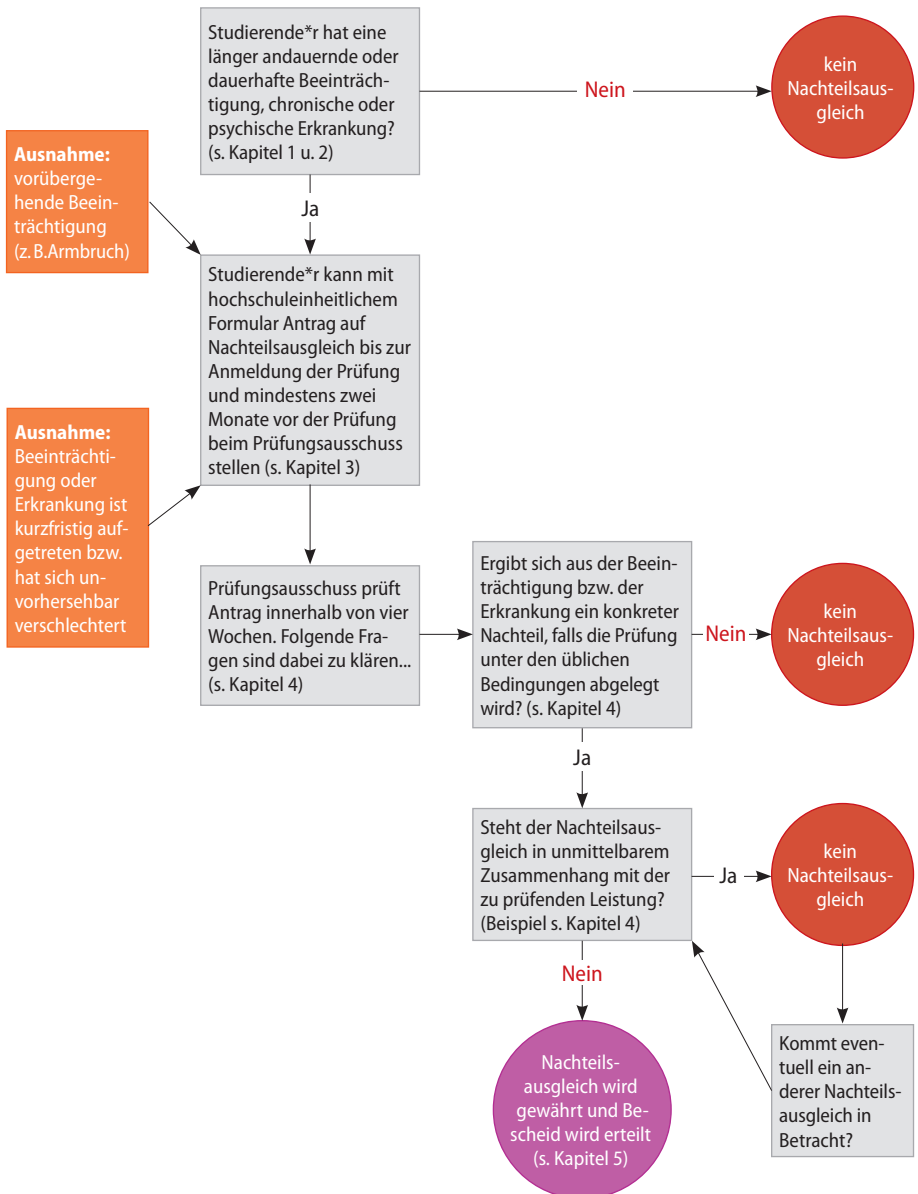 Studierende*r hat eine
länger andauernde oder
dauerhafte Beeinträch-
tigung, chronische oder
psychische Erkrankung?
(s. Kapitel 1 u. 2)
Nein
kein
Nachteilsaus-
gleich
Ausnahme:
vorüberge-
hende Beein-
trächtigung
(z. B.Armbruch)
Ja
Studierende*r kann mit
hochschuleinheitlichem
Formular Antrag auf
Nachteilsausgleich bis zur
Anmeldung der Prüfung
und mindestens zwei
Monate vor der Prüfung
beim Prüfungsausschuss
stellen (s. Kapitel 3)
Ausnahme:
Beeinträchti-
gung oder
Erkrankung ist
kurzfristig auf-
getreten bzw.
hat sich un-
vorhersehbar
verschlechtert
Prüfungsausschuss prüft
Antrag innerhalb von vier
Wochen. Folgende Fra-
gen sind dabei zu klären...
(s. Kapitel 4)
Ergibt sich aus der Beein-
trächtigung bzw. der
Erkrankung ein konkreter
Nachteil, falls die Prüfung
unter den üblichen
Bedingungen abgelegt
wird? (s. Kapitel 4)
Nein
kein
Nachteilsaus-
gleich
Ja
Steht der Nachteilsaus-
gleich in unmittelbarem
Zusammenhang mit der
zu prüfenden Leistung?
(Beispiel s. Kapitel 4)
Ja
kein
Nachteilsaus-
gleich
Nein
Nachteils-
ausgleich wird
gewährt und Be-
scheid wird erteilt
(s. Kapitel 5)
Kommt even-
tuell ein an-
derer Nachteils-
ausgleich in
Betracht?